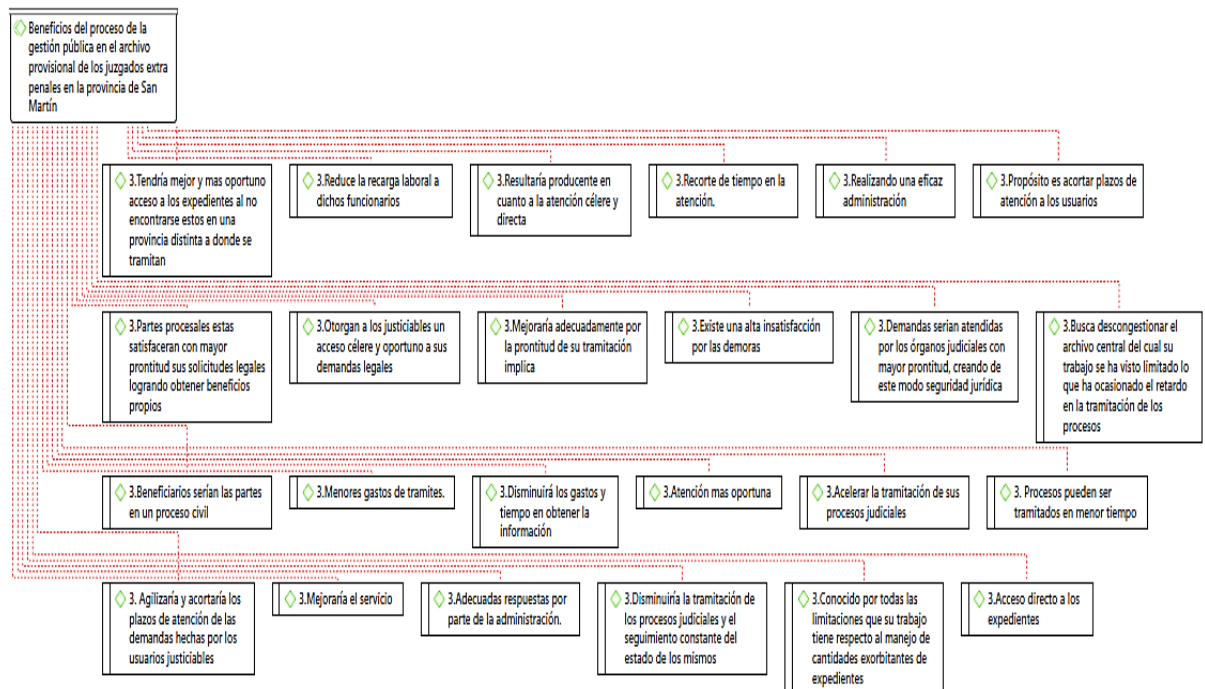 Beneficios del proceso de la
gestión pública en el archivo
provisional de los juzgados extra
penales en la provincia de San
Martín
3.Tendría mejor y mas oportuno
acceso a los expedientes al no
encontrarse estos en una
provincia distinta a donde se
tramitan
3.Reduce la recarga laboral a
dichos funcionarios
3.Resultaría producente en
cuanto a la atención célere y
directa
3.Recorte de tiempo en la
atención.
3.Realizando una eficaz
administración
3.Propósito es acortar plazos de
atención a los usuarios
3.Partes procesales estas
satisfaceran con mayor
prontitud sus solicitudes legales
logrando obtener beneficios
propios
3.Otorgan a los justiciables un
acceso célere y oportuno a sus
demandas legales
3.Mejoraría adecuadamente por
la prontitud de su tramitación
implica
3.Existe una alta insatisfacción
por las demoras
3.Demandas serian atendidas
por los órganos judiciales con
mayor prontitud, creando de
este modo seguridad jurídica
3.Busca descongestionar el
archivo central del cual su
trabajo se ha visto limitado lo
que ha ocasionado el retardo
en la tramitación de los
procesos
3.Beneficiarios serían las partes
en un proceso civil
3.Menores gastos de tramites.
3.Disminuirá los gastos y
tiempo en obtener la
información
3.Atención mas oportuna
3.Acelerar la tramitación de sus
procesos judiciales
3. Procesos pueden ser
tramitados en menor tiempo
3. Agilizaría y acortaría los
plazos de atención de las
demandas hechas por los
usuarios justiciables
3.Mejoraría el servicio
3.Adecuadas respuestas por
parte de la administración.
3.Disminuiría la tramitación de
los procesos judiciales y el
seguimiento constante del
estado de los mismos
3.Conocido por todas las
limitaciones que su trabajo
tiene respecto al manejo de
cantidades exorbitantes de
expedientes
3.Acceso directo a los
expedientes